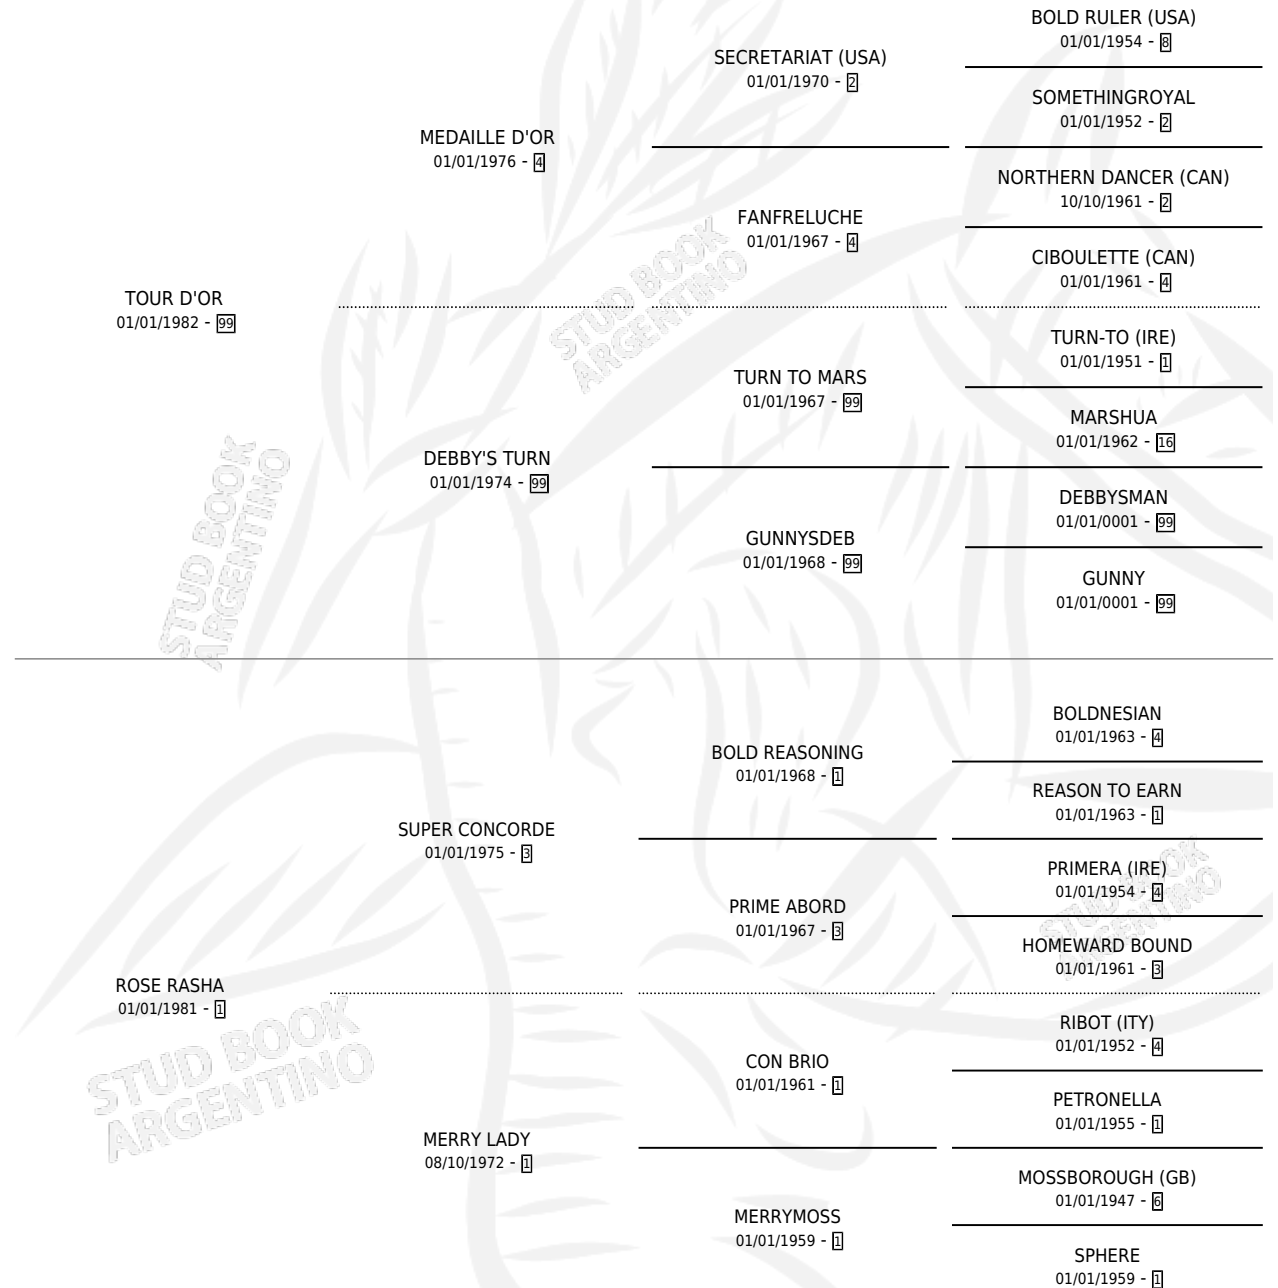 BOLD RULER (USA)
01/01/1954 - 8
SECRETARIAT (USA)
01/01/1970 - 2
SOMETHINGROYAL
01/01/1952 - 2
MEDAILLE D'OR
01/01/1976 - 4
NORTHERN DANCER (CAN)
10/10/1961 - 2
FANFRELUCHE
01/01/1967 - 4
CIBOULETTE (CAN)
01/01/1961 - 4
TOUR D'OR
01/01/1982 - 99
TURN-TO (IRE)
01/01/1951 - 1
TURN TO MARS
01/01/1967 - 99
MARSHUA
01/01/1962 - 16
DEBBY'S TURN
01/01/1974 - 99
DEBBYSMAN
01/01/0001 - 99
GUNNYSDEB
01/01/1968 - 99
GUNNY
01/01/0001 - 99
BOLDNESIAN
01/01/1963 - 4
BOLD REASONING
01/01/1968 - 1
REASON TO EARN
01/01/1963 - 1
SUPER CONCORDE
01/01/1975 - 3
PRIMERA (IRE)
01/01/1954 - 4
PRIME ABORD
01/01/1967 - 3
HOMEWARD BOUND
01/01/1961 - 3
ROSE RASHA
01/01/1981 - 1
RIBOT (ITY)
01/01/1952 - 4
CON BRIO
01/01/1961 - 1
PETRONELLA
01/01/1955 - 1
MERRY LADY
08/10/1972 - 1
MOSSBOROUGH (GB)
01/01/1947 - 6
MERRYMOSS
01/01/1959 - 1
SPHERE
01/01/1959 - 1
STUD BOOK
ARGENTINO
STUD BOOK
ARGENTINO
STUD BOOK
ARGENTINO
STUD BOOK
ARGENTINO